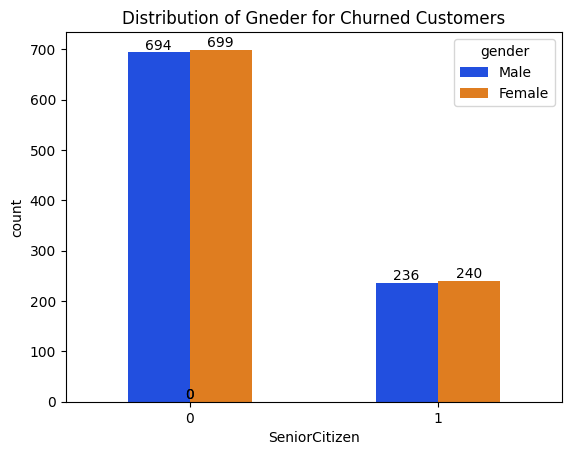 Distribution of Gneder for Churned Customers
gender
Male
Female
count
700
600
500
400
300
200
100
0
694
699
236
240
0
0
1
SeniorCitizen